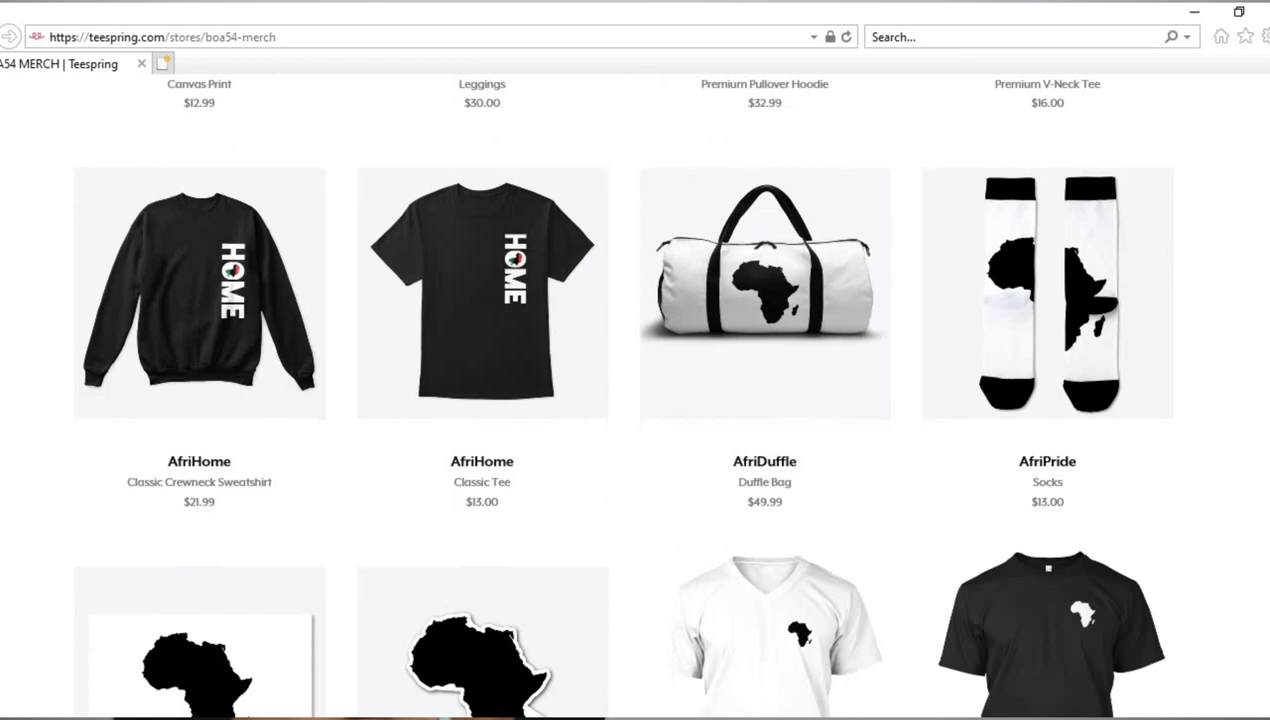 https://teespring.com/stores/boa54-merch
Search...
A54 MERCH | Teespring
Canvas Print
$12.99
Leggings
$30.00
Premium Pullover Hoodie
$32.99
Premium V-Neck Tee
$16.00
HOME
HOME
AfriHome
Classic Crewneck Sweatshirt
$21.99
AfriHome
Classic Tee
$13.00
AfriDuffle
Duffle Bag
$49.99
AfriPride
Socks
$13.00